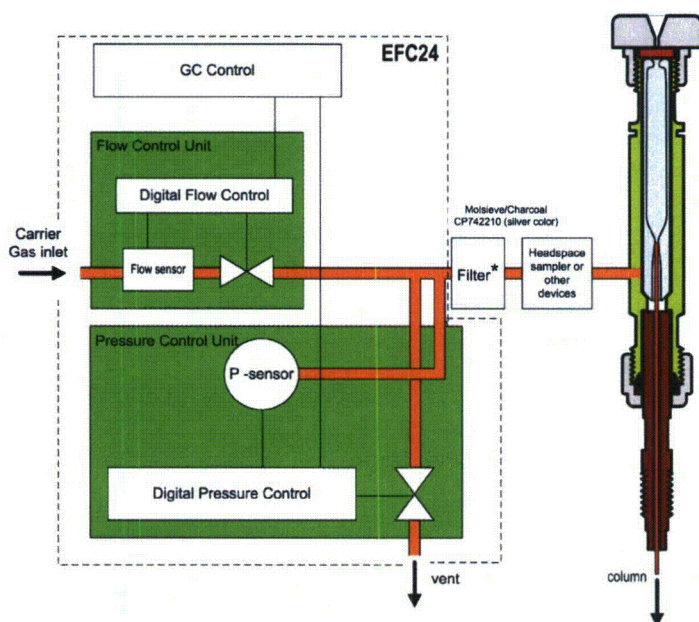 EFC24
GC Control
Flow Control Unit
Digital Flow Control
Carrier
Gas inlet
Flow sensor
Molsieve/Charcoal
CP742210 (silver color)
Filter*
Headspace
sampler or
other
devices
Pressure Control Unit
P -sensor
Digital Pressure Control
vent
column